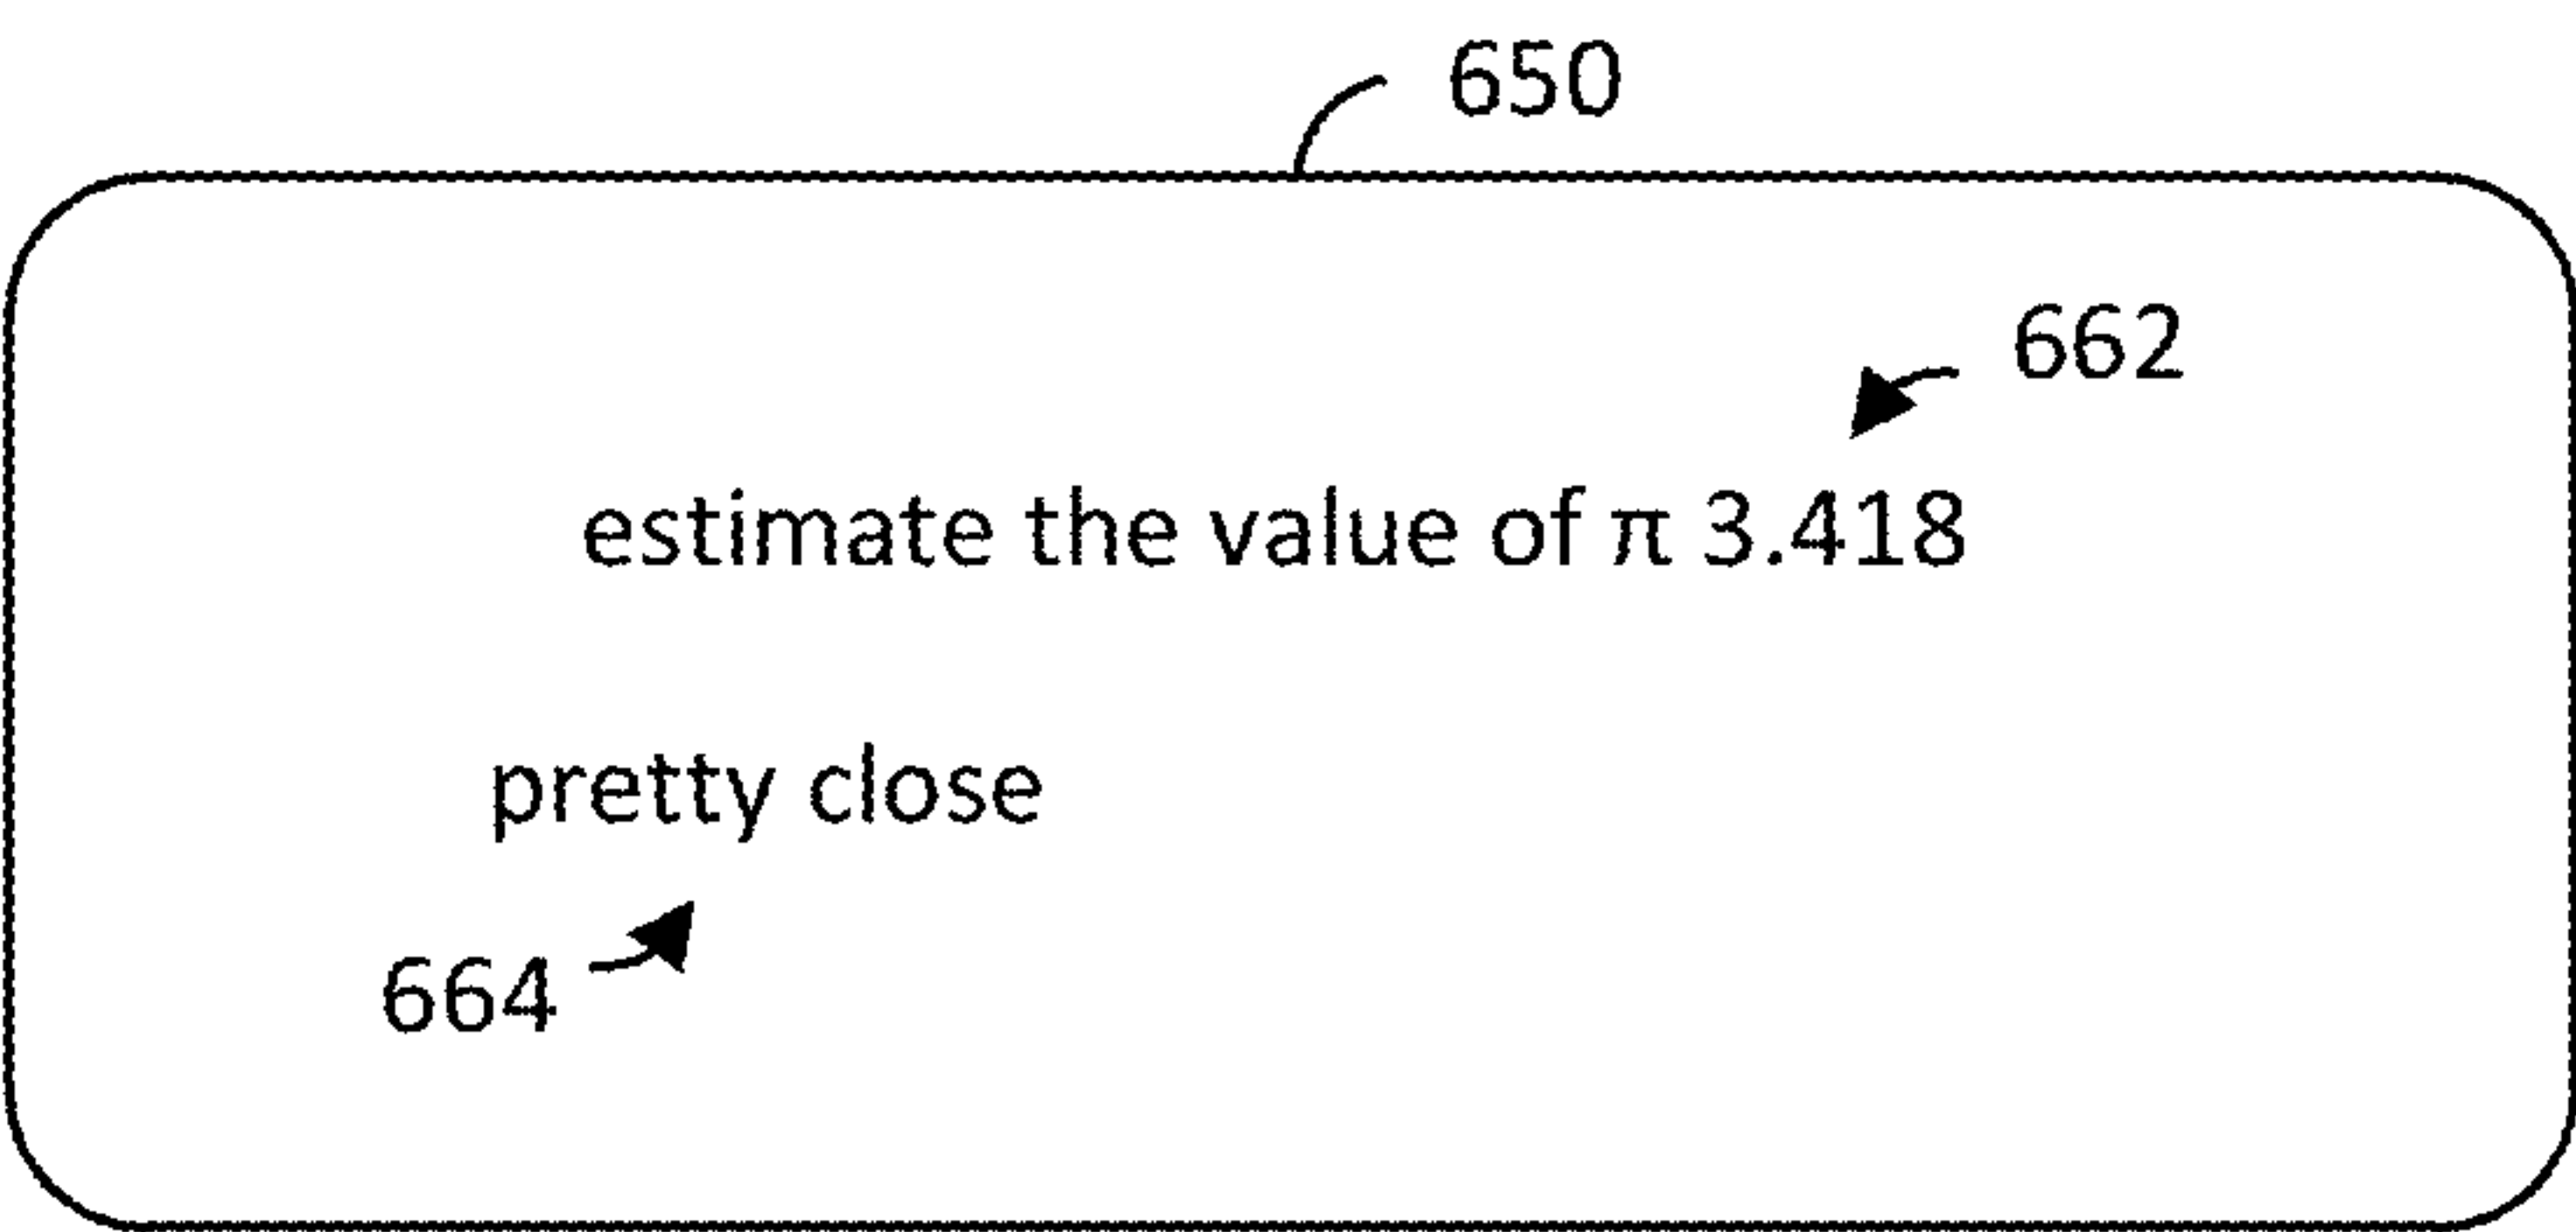 650
662
estimate the value of π 3.418
pretty close
664